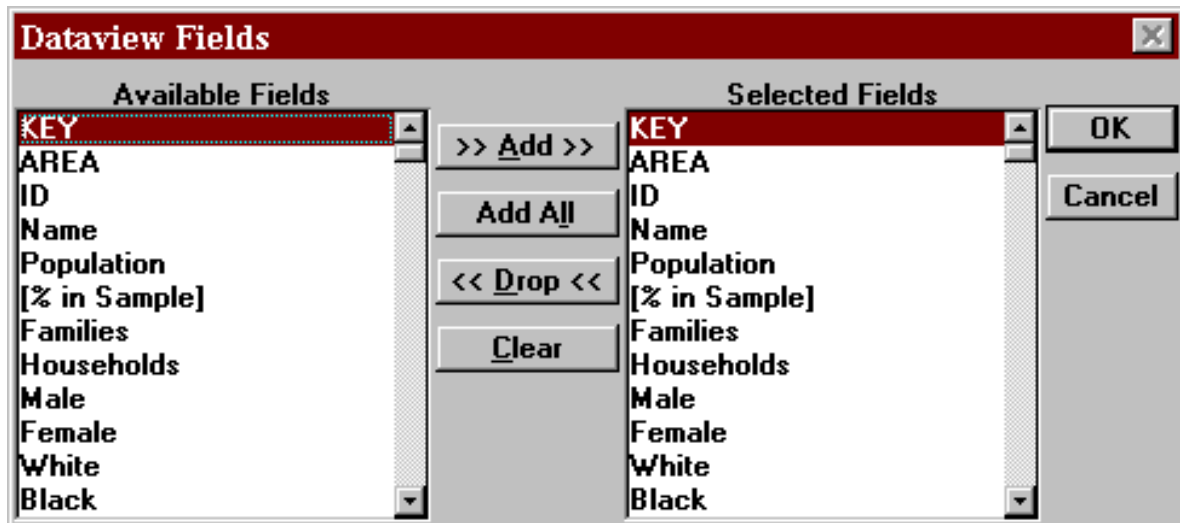 Dataview Fields
Available Fields
KEY
AREA
ID
Name
Population
[% in Sample]
Families
Households
Male
Female
White
Black
>> Add >>
Add All
<< Drop <<
Clear
Selected Fields
KEY
AREA
ID
Name
Population
[% in Sample]
Families
Households
Male
Female
White
Black
OK
Cancel